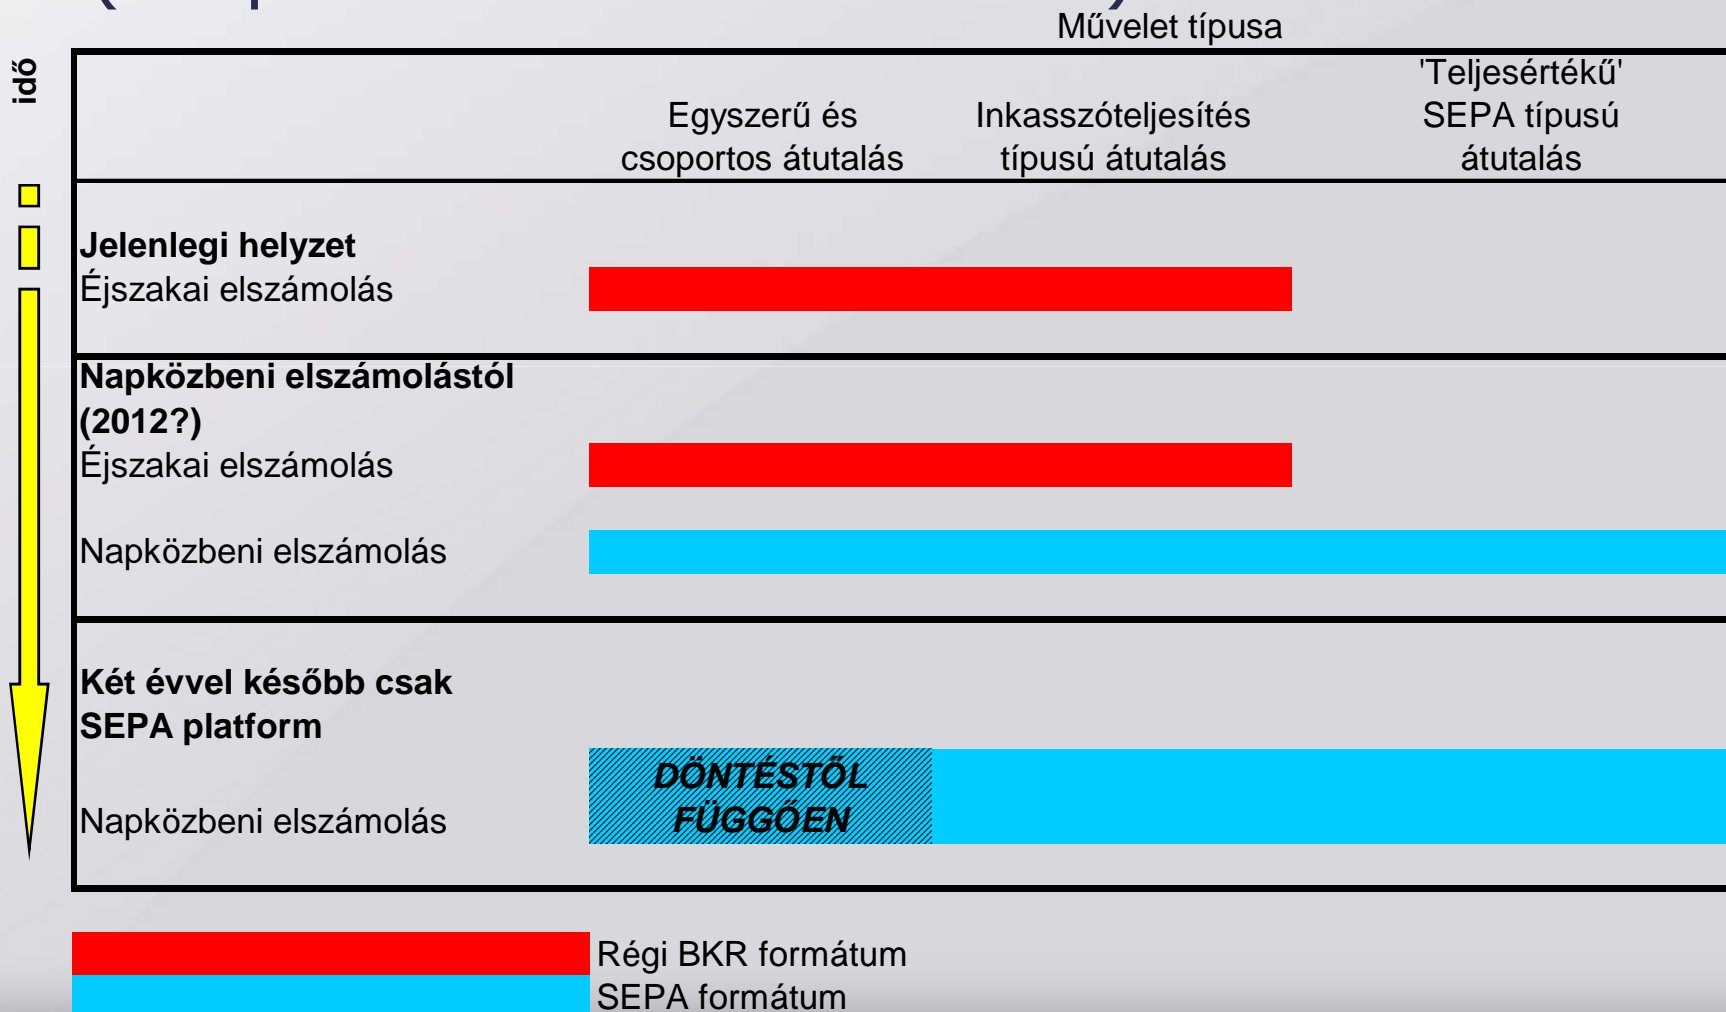 Művelet típusa
idő
Egyszerű és
csoportos átutalás
Inkasszóteljesítés
típusú átutalás
'Teljesértékű'
SEPA típusú
átutalás
Jelenlegi helyzet
Éjszakai elszámolás
Napközbeni elszámolástól
(2012?)
Éjszakai elszámolás
Napközbeni elszámolás
Két évvel később csak
SEPA platform
Napközbeni elszámolás
DÖNTÉSTŐL
FÜGGŐEN
Régi BKR formátum
SEPA formátum